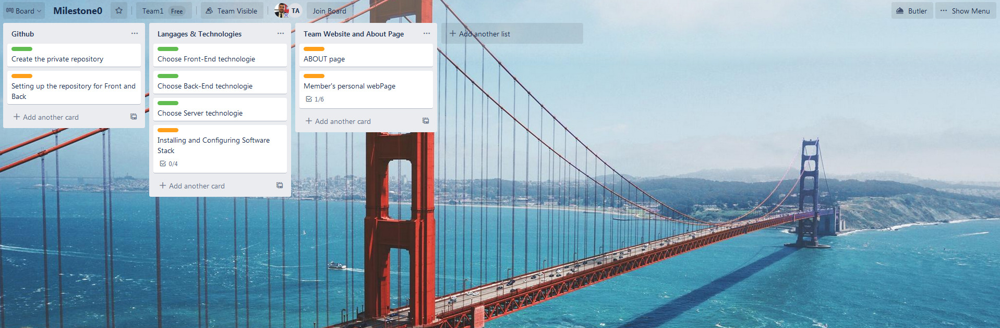 Board
Milestone0
Team1 Free
Team Visible
TA
Join Board
Butler
... Show Menu
Github
Create the private repository
Setting up the repository for Front and
Back
+ Add another card
Langages & Technologies
Choose Front-End technologie
Choose Back-End technologie
Choose Server technologie
Installing and Configuring Software
Stack
0/4
+ Add another card
Team Website and About Page
ABOUT page
Member's personal webPage
1/6
+ Add another card
+ Add another list